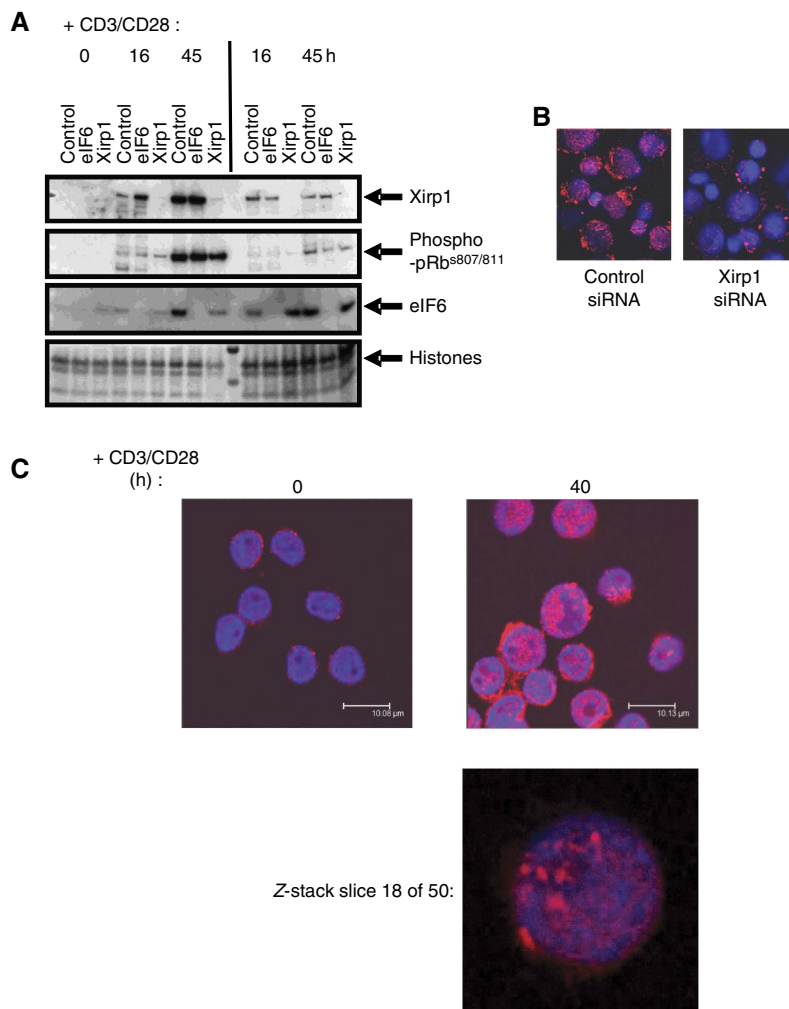 A
+ CD3/CD28 :
0 16 45 16 45 h
Control eIF6 Xirp1 Control eIF6 Xirp1 Control eIF6 Xirp1 Control eIF6 Xirp1 Control eIF6 Xirp1
Xirp1
Phospho
-pRbs807/811
eIF6
Histones
B
Control
siRNA
Xirp1
siRNA
C
+ CD3/CD28
(h) :
0
40
10.08 µm
10.13 µm
Z-stack slice 18 of 50: